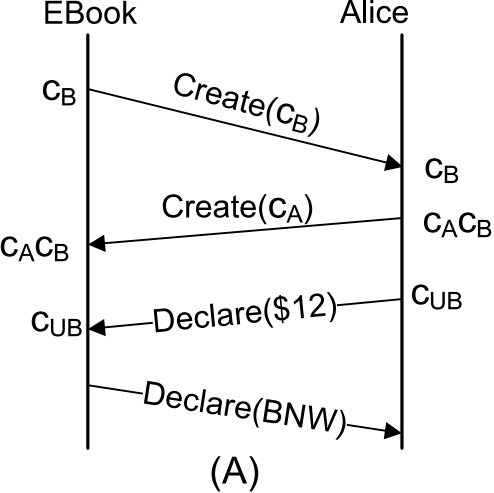 EBook Alice
cB Create(cB)
cB
Create(cA)
cAcB cAcB
cUB Declare($12) cUB
Declare(BNW)
(A)